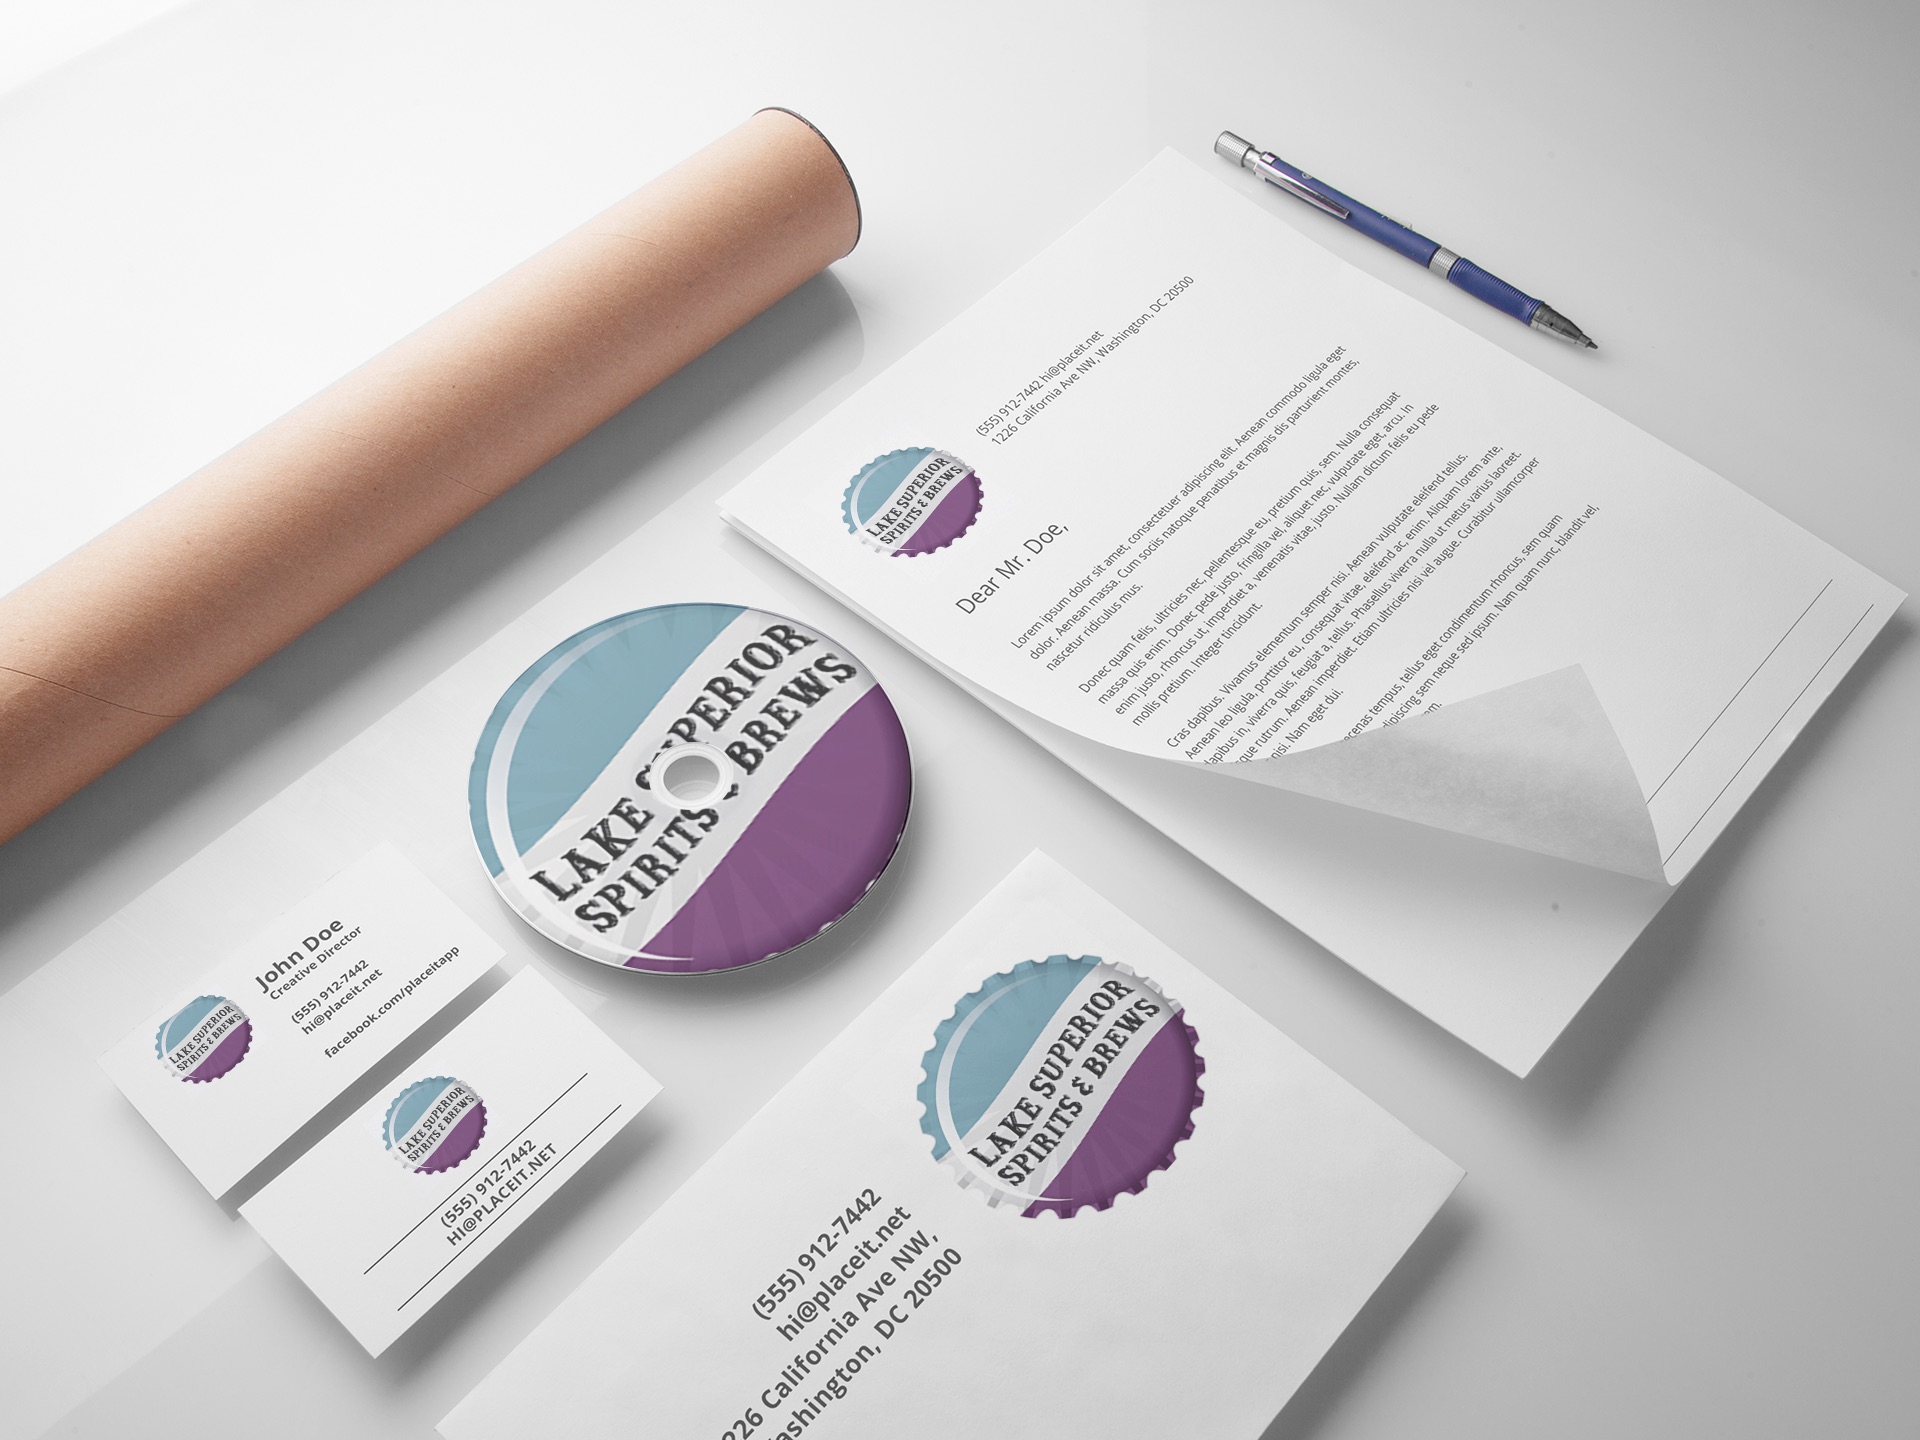 (555) 912-7442 hi@placeit.net
1226 California Ave NW, Washington, DC 20500
LAKE SUPERIOR
SPIRITS & BREWS
Dear Mr. Doe,
Lorem ipsum dolor sit amet, consectetuer adipiscing elit. Aenean commodo ligula eget
dolor. Aenean massa. Cum sociis natoque penatibus et magnis dis parturient montes,
nascetur ridiculus mus.
Donec quam felis, ultricies nec, pellentesque eu, pretium quis, sem. Nulla consequat
massa quis enim. Donec pede justo, fringilla vel, aliquet nec, vulputate eget, arcu. In
enim justo, rhoncus ut, imperdiet a, venenatis vitae, justo. Nullam dictum felis eu pede
mollis pretium. Integer tincidunt.
Cras dapibus. Vivamus elementum semper nisi. Aenean vulputate eleifend tellus.
Aenean leo ligula, porttitor eu, consequat vitae, eleifend ac, enim. Aliquam lorem ante,
dapibus in, viverra quis, feugiat a, tellus. Phasellus viverra nulla ut metus varius laoreet.
que rutrum. Aenean imperdiet. Etiam ultricies nisi vel augue. Curabitur ullamcorper
nisi. Nam eget dui.
ecenas tempus, tellus eget condimentum rhoncus, sem quam
dipiscing sem neque sed ipsum. Nam quam nunc, blandit vel,
LAKE SUPERIOR
SPIRITS & BREWS
John Doe
Creative Director
(555) 912-7442
hi@placeit.net
facebook.com/placeitapp
LAKE SUPERIOR
SPIRITS & BREWS
LAKE SUPERIOR
SPIRITS & BREWS
(555) 912-7442
HI@PLACEIT.NET
LAKE SUPERIOR
SPIRITS & BREWS
(555) 912-7442
hi@placeit.net
226 California Ave NW,
ashington, DC 20500